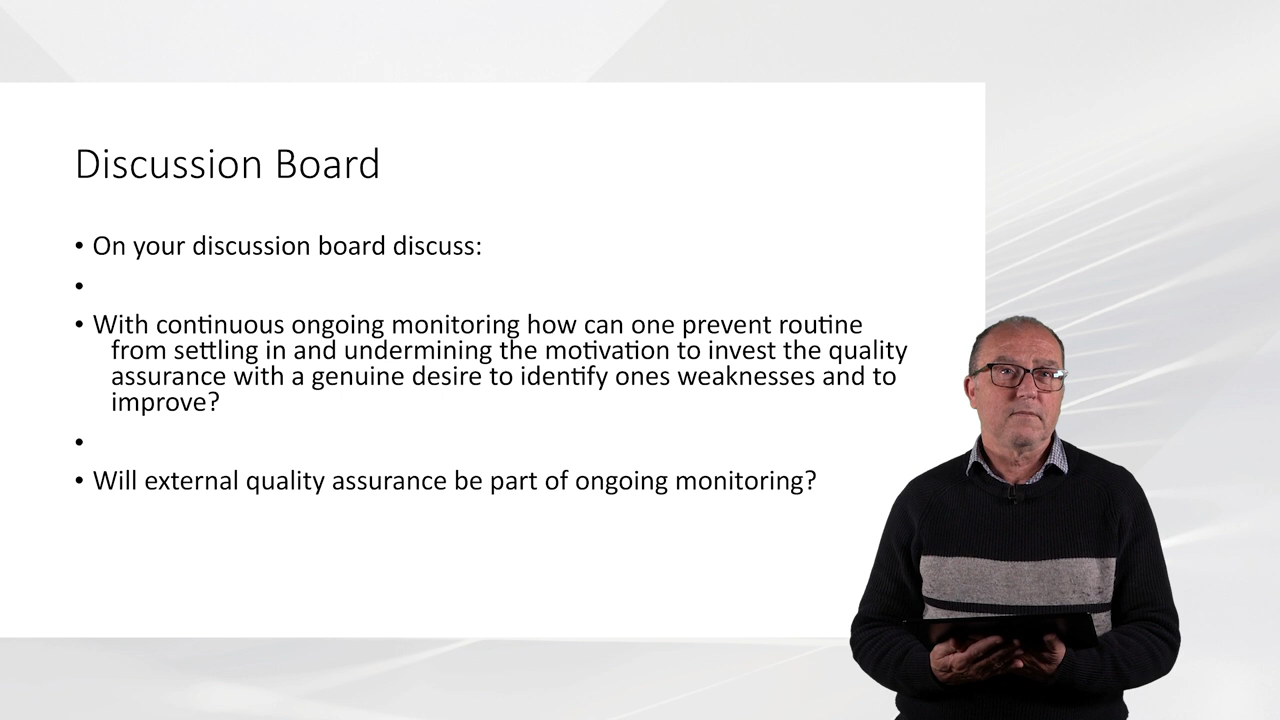 Discussion Board
• On your discussion board discuss:
•
• With continuous ongoing monitoring how can one prevent routine
from settling in and undermining the motivation to invest the quality
assurance with a genuine desire to identify ones weaknesses and to
improve?
•
• Will external quality assurance be part of ongoing monitoring?